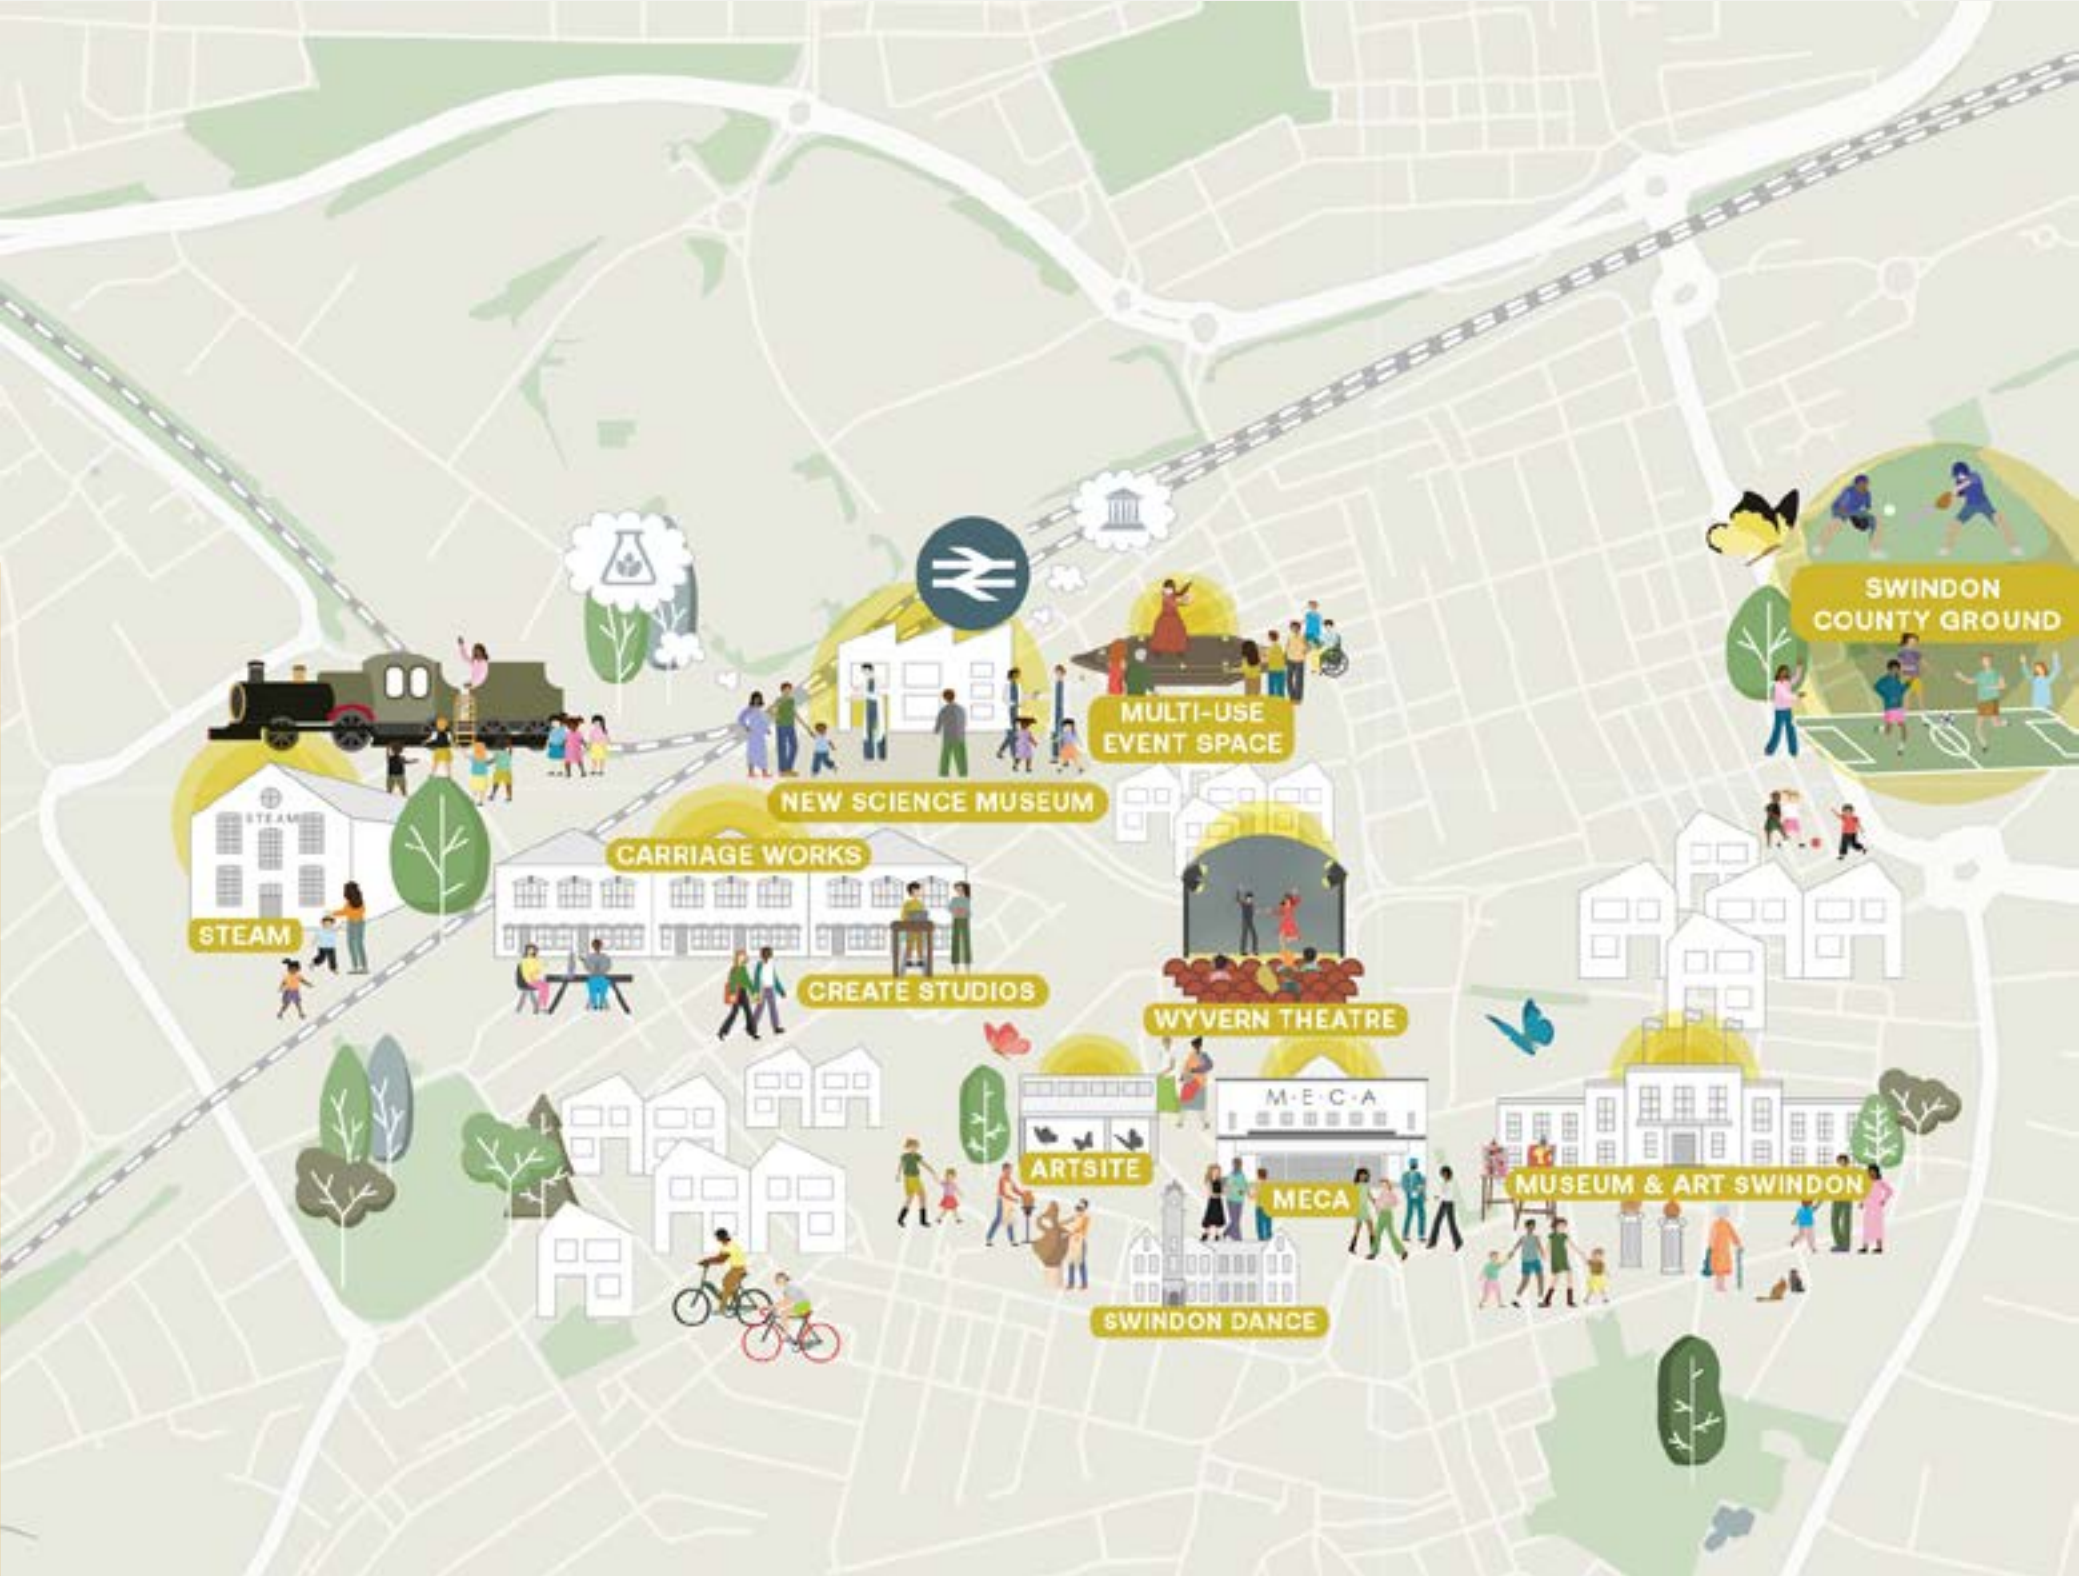 SWINDON
COUNTY GROUND
MULTI-USE
EVENT SPACE
NEW SCIENCE MUSEUM
STEAM
CARRIAGE WORKS
STEAM
CREATE STUDIOS
WYVERN THEATRE
M·E·C·A
ARTSITE
MECA
MUSEUM & ART SWINDON
SWINDON DANCE